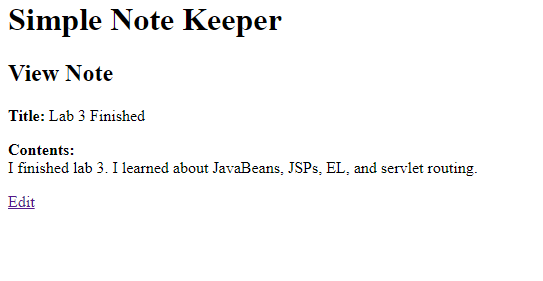 Simple Note Keeper
View Note
Title: Lab 3 Finished
Contents:
I finished lab 3. I learned about JavaBeans, JSPs, EL, and servlet routing.
Edit